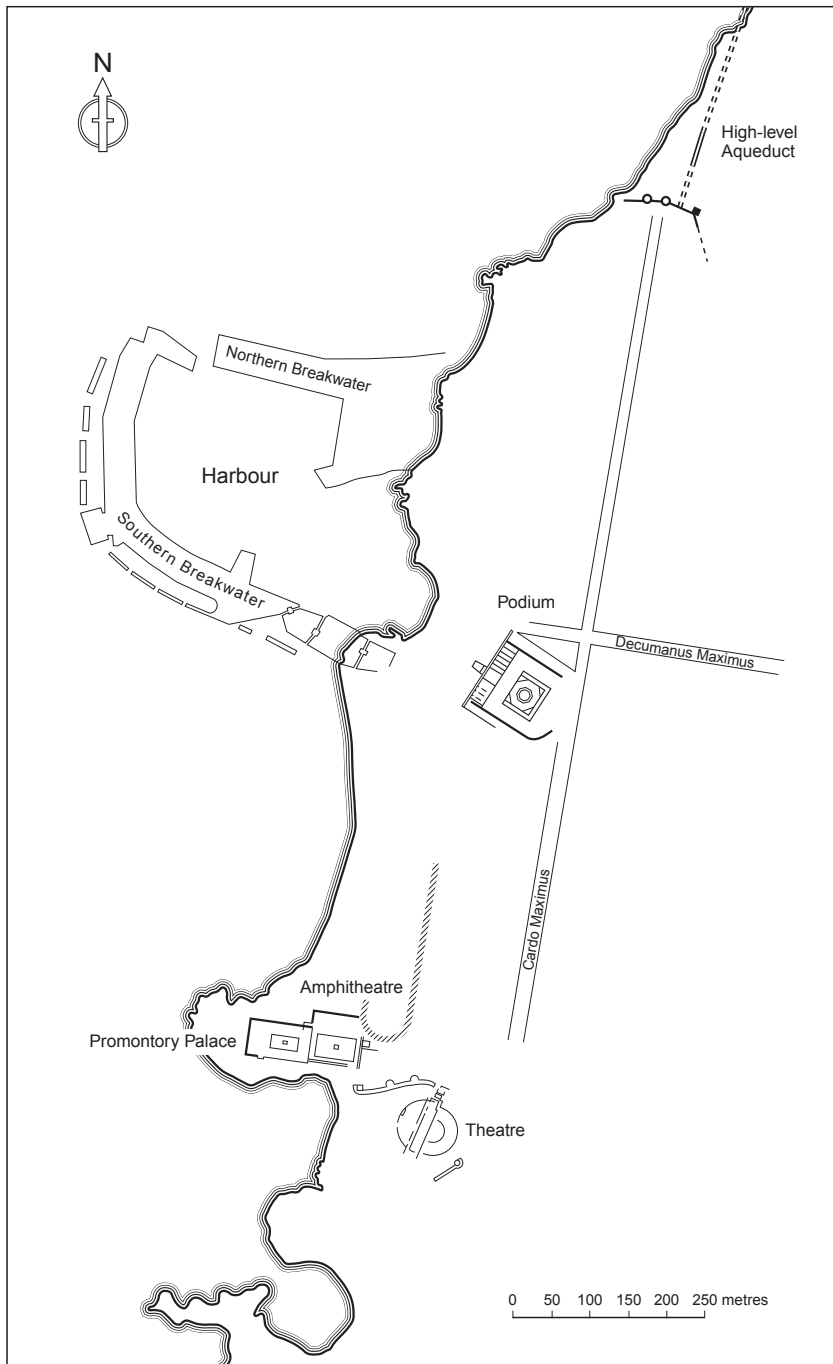 N
High-level
Aqueduct
Northern Breakwater
Harbour
Southern Breakwater
Podium
Decumanus Maximus
Cardo Maximus
Amphitheatre
Promontory Palace
Theatre
0 50 100 150 200 250 metres